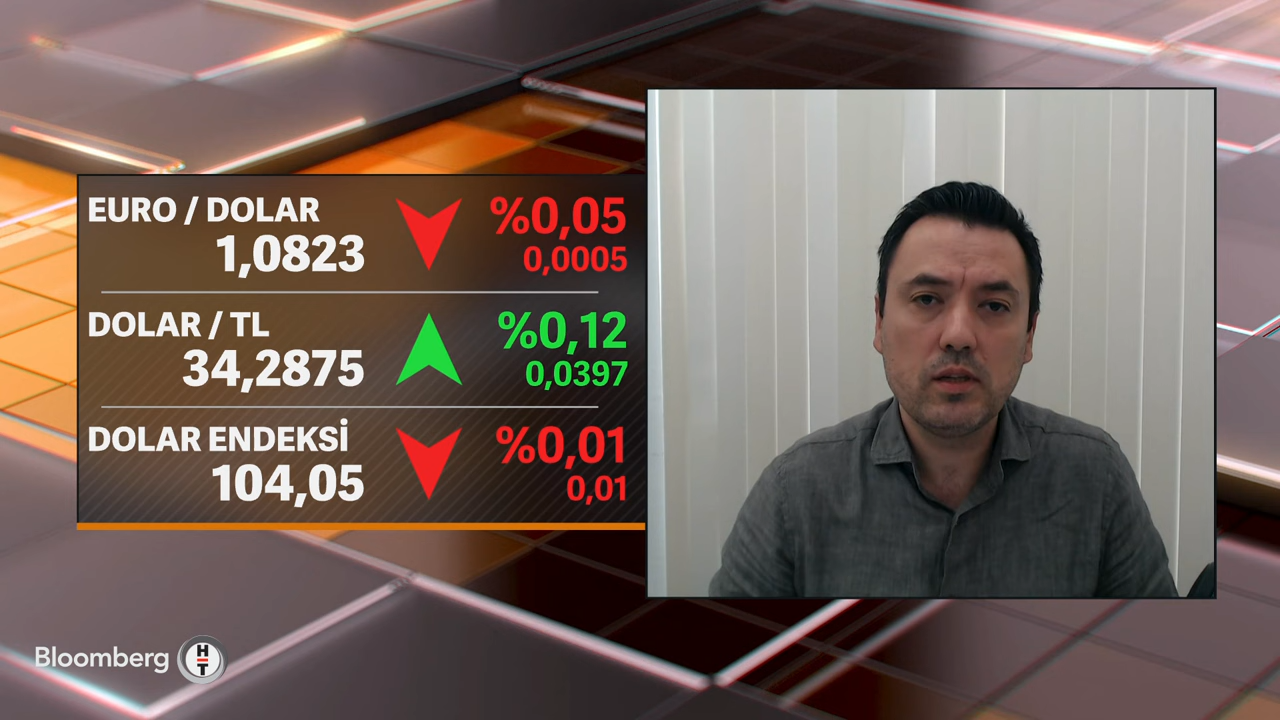 EURO / DOLAR
1,0823
%0,05
0,0005
DOLAR / TL
34,2875
%0,12
0,0397
DOLAR ENDEKSİ
104,05
%0,01
0,01
Bloomberg HT